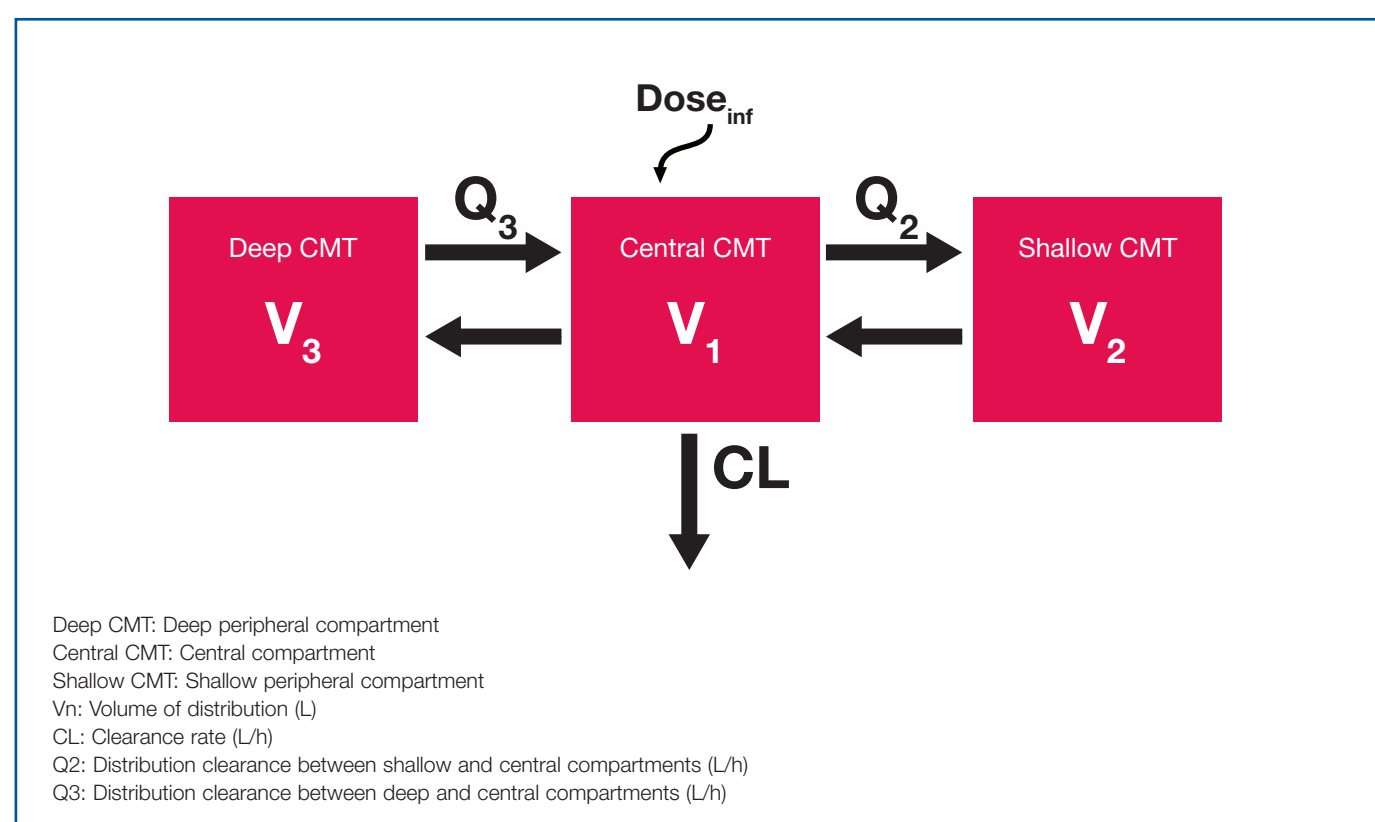 Dose inf
Q3 Q2
Deep CMT Central CMT Shallow CMT
V3 V1 V2
CL
Deep CMT: Deep peripheral compartment
Central CMT: Central compartment
Shallow CMT: Shallow peripheral compartment
Vn: Volume of distribution (L)
CL: Clearance rate (L/h)
Q2: Distribution clearance between shallow and central compartments (L/h)
Q3: Distribution clearance between deep and central compartments (L/h)